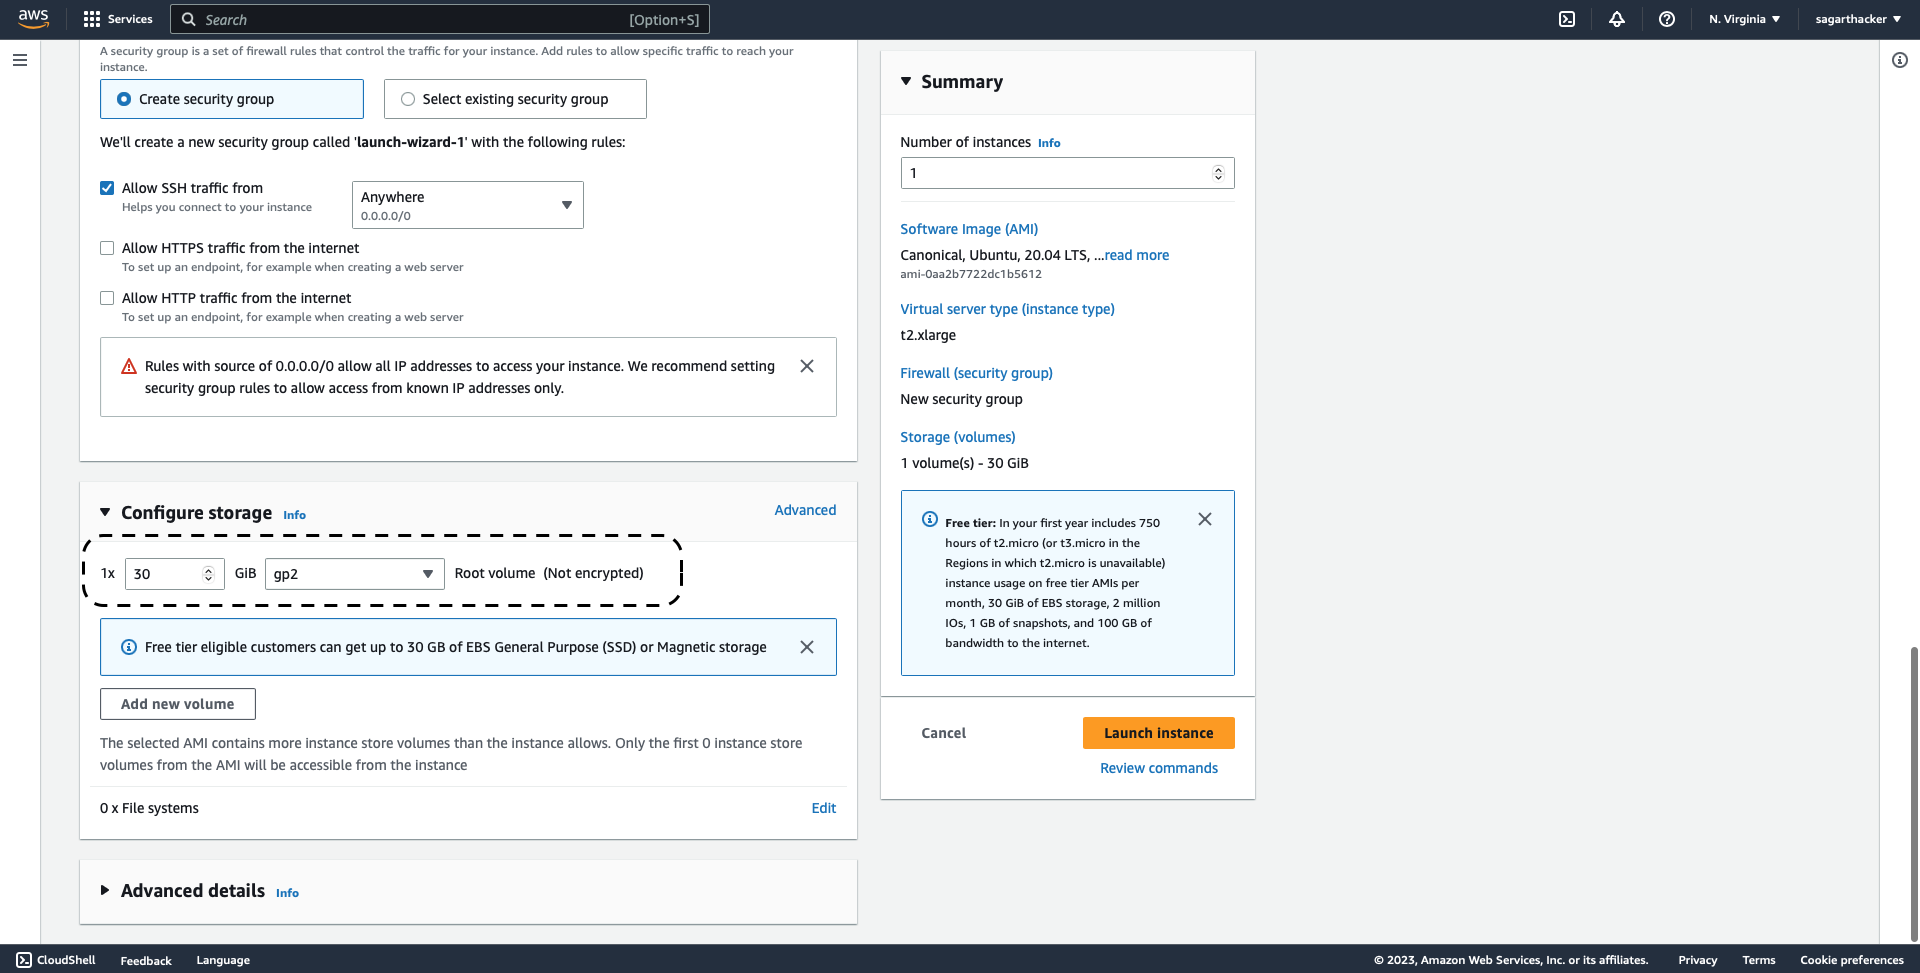 aws
Services
Search
[Option+S]
N. Virginia
sagarthacker
A security group is a set of firewall rules that control the traffic for your instance. Add rules to allow specific traffic to reach your
instance.
Create security group
Select existing security group
We'll create a new security group called 'launch-wizard-1' with the following rules:
Allow SSH traffic from
Helps you connect to your instance
Anywhere
0.0.0.0/0
Allow HTTPS traffic from the internet
To set up an endpoint, for example when creating a web server
Allow HTTP traffic from the internet
To set up an endpoint, for example when creating a web server
Rules with source of 0.0.0.0/0 allow all IP addresses to access your instance. We recommend setting
security group rules to allow access from known IP addresses only.
Configure storage Info
Advanced
1x 30 GiB gp2 Root volume (Not encrypted)
Free tier eligible customers can get up to 30 GB of EBS General Purpose (SSD) or Magnetic storage
Add new volume
The selected AMI contains more instance store volumes than the instance allows. Only the first 0 instance store
volumes from the AMI will be accessible from the instance
0 x File systems
Edit
Advanced details Info
Summary
Number of instances Info
1
Software Image (AMI)
Canonical, Ubuntu, 20.04 LTS, ...read more
ami-0aa2b7722dc1b5612
Virtual server type (instance type)
t2.xlarge
Firewall (security group)
New security group
Storage (volumes)
1 volume(s) - 30 GiB
Free tier: In your first year includes 750
hours of t2.micro (or t3.micro in the
Regions in which t2.micro is unavailable)
instance usage on free tier AMIs per
month, 30 GiB of EBS storage, 2 million
IOs, 1 GB of snapshots, and 100 GB of
bandwidth to the internet.
Cancel
Launch instance
Review commands
CloudShell
Feedback
Language
© 2023, Amazon Web Services, Inc. or its affiliates.
Privacy
Terms
Cookie preferences